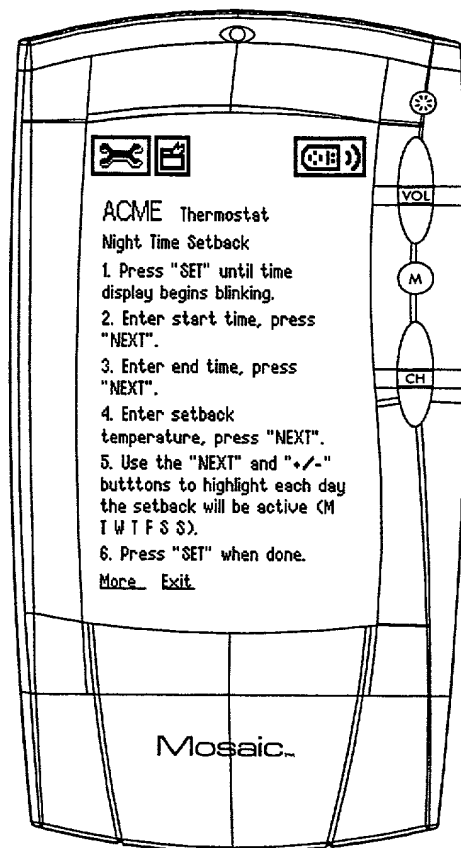 VOL
M
CH
ACME Thermostat
Night Time Setback
1. Press "SET" until time
display begins blinking.
2. Enter start time, press
"NEXT".
3. Enter end time, press
"NEXT".
4. Enter setback
temperature, press "NEXT".
5. Use the "NEXT" and "+/-"
butttons to highlight each day
the setback will be active (M
T W T F S S).
6. Press "SET" when done.
More Exit
Mosaic™